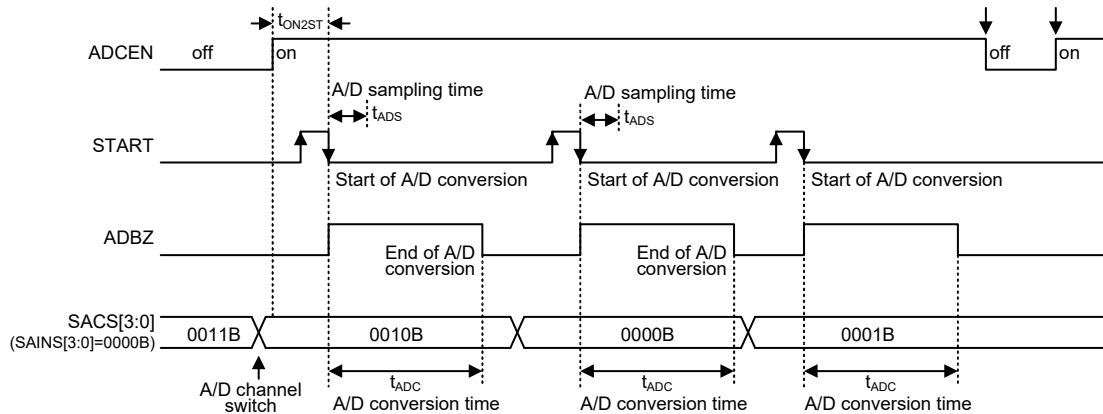 tON2ST
ADCEN
off
on
off
on
A/D sampling time
A/D sampling time
tADS
tADS
START
Start of A/D conversion
Start of A/D conversion
Start of A/D conversion
ADBZ
End of A/D
conversion
End of A/D
conversion
SACS[3:0]
(SAINS[3:0]=0000B)
0011B
0010B
0000B
0001B
A/D channel
switch
tADC
tADC
tADC
A/D conversion time
A/D conversion time
A/D conversion time